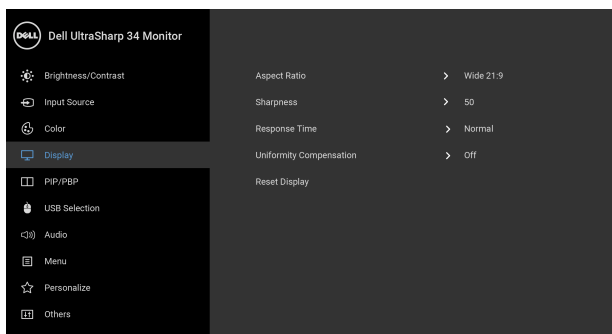 DELL Dell UltraSharp 34 Monitor
Brightness/Contrast
Input Source
Color
Display
PIP/PBP
USB Selection
Audio
Menu
Personalize
Others
Aspect Ratio > Wide 21:9
Sharpness > 50
Response Time > Normal
Uniformity Compensation > Off
Reset Display